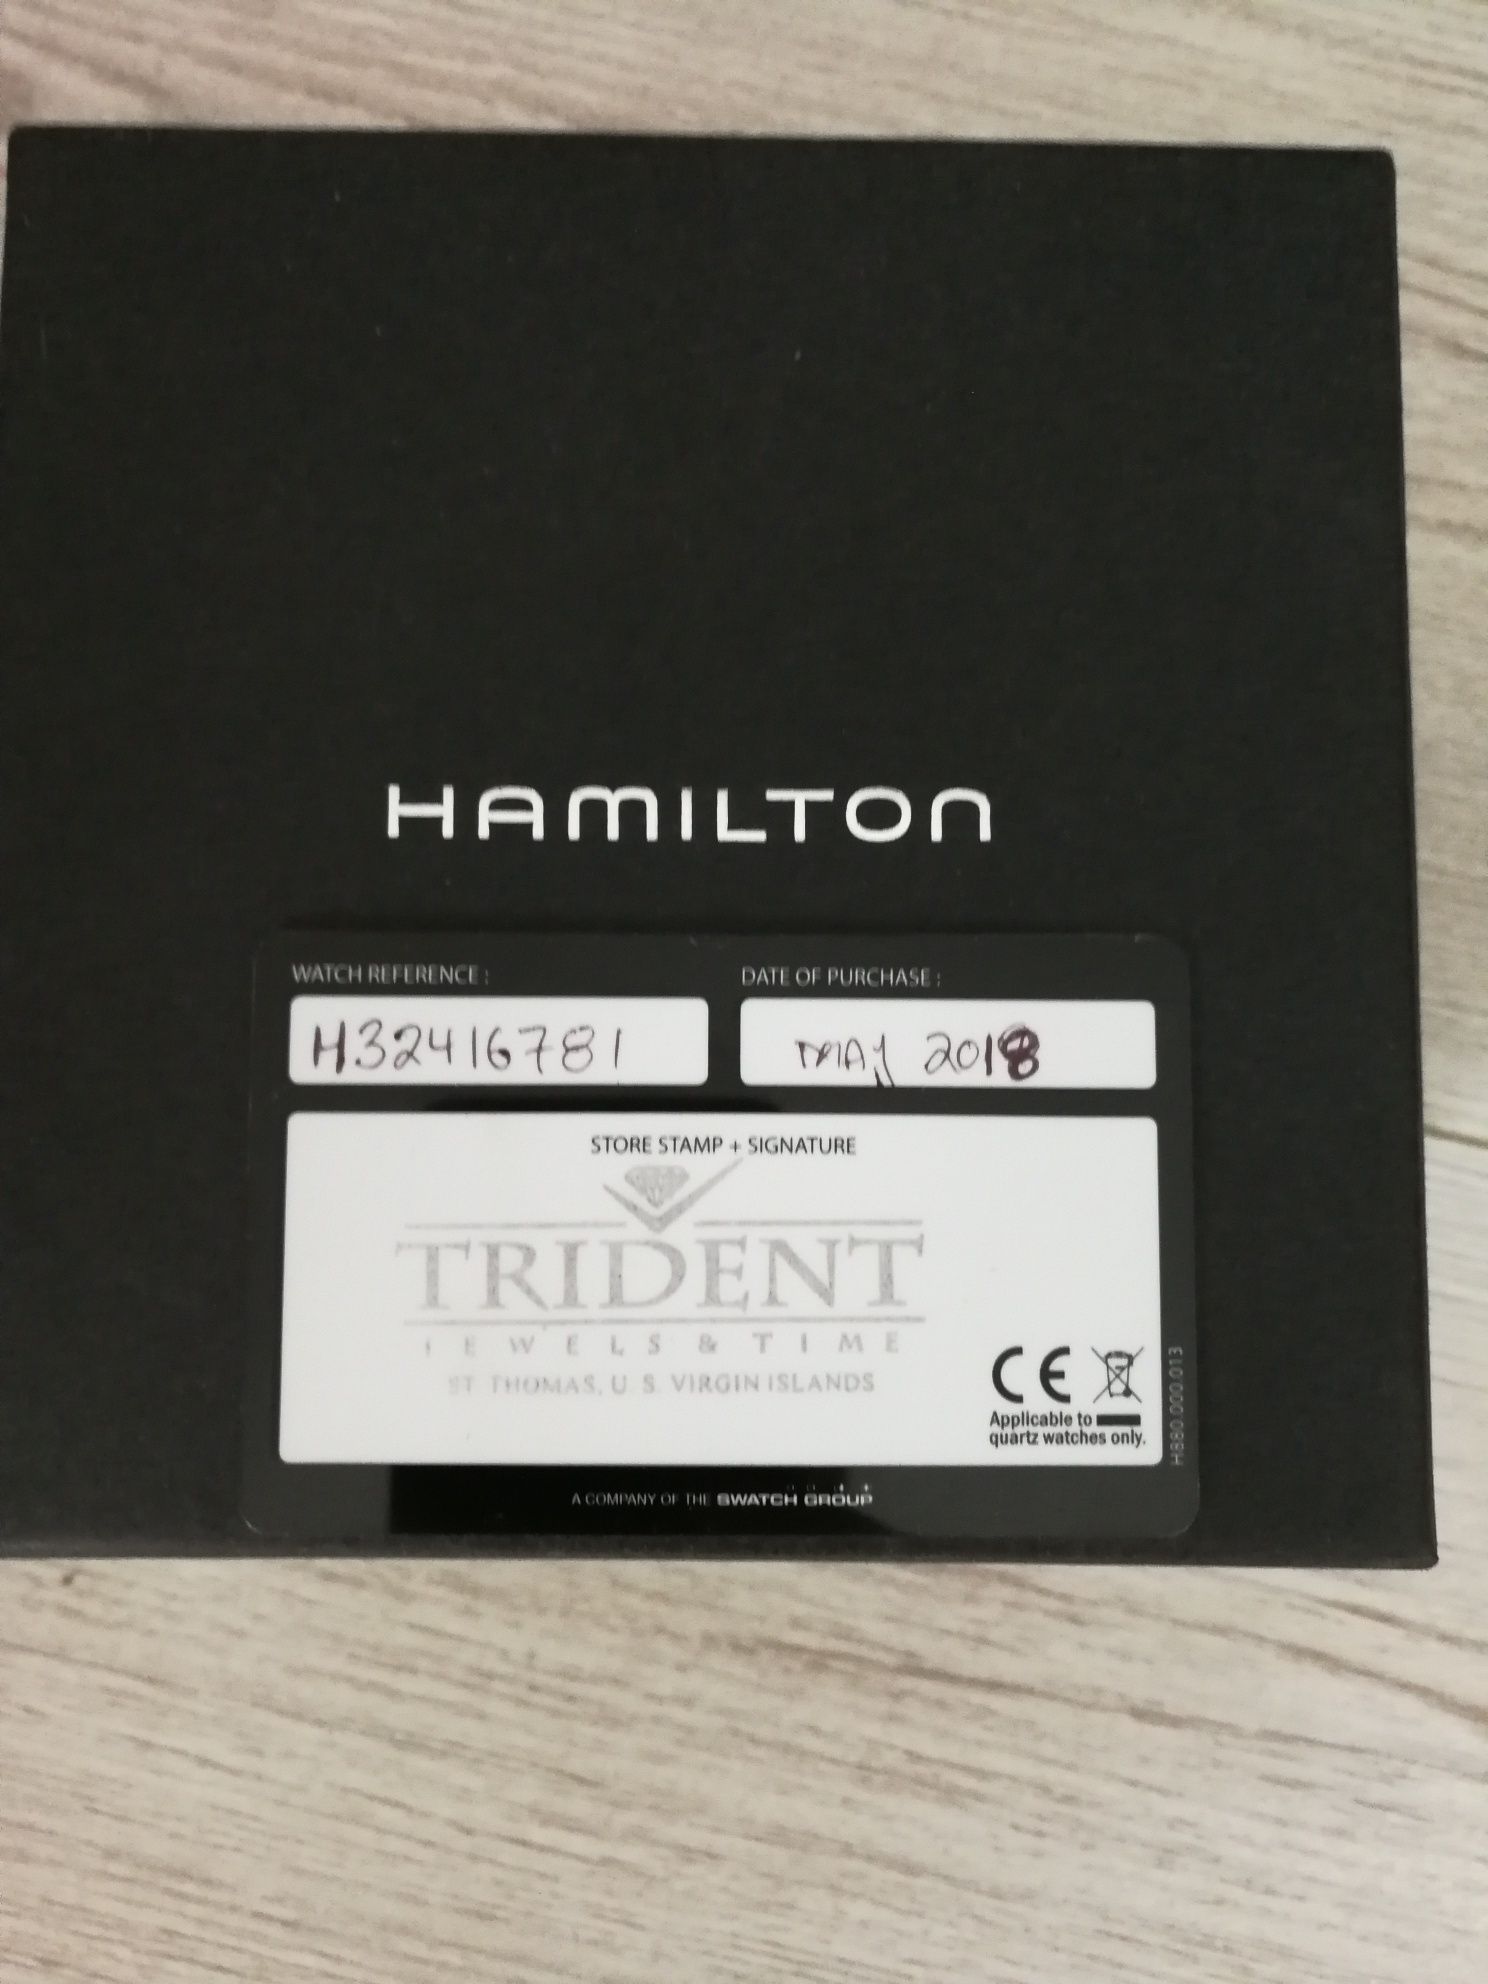 HAMILTON
WATCH REFERENCE :
DATE OF PURCHASE :
H32416781
MAY 2018
STORE STAMP + SIGNATURE
TRIDENT
JEWELS & TIME
ST THOMAS, U.S. VIRGIN ISLANDS
CE
Applicable to
quartz watches only.
H880.000.013
A COMPANY OF THE SWATCH GROUP